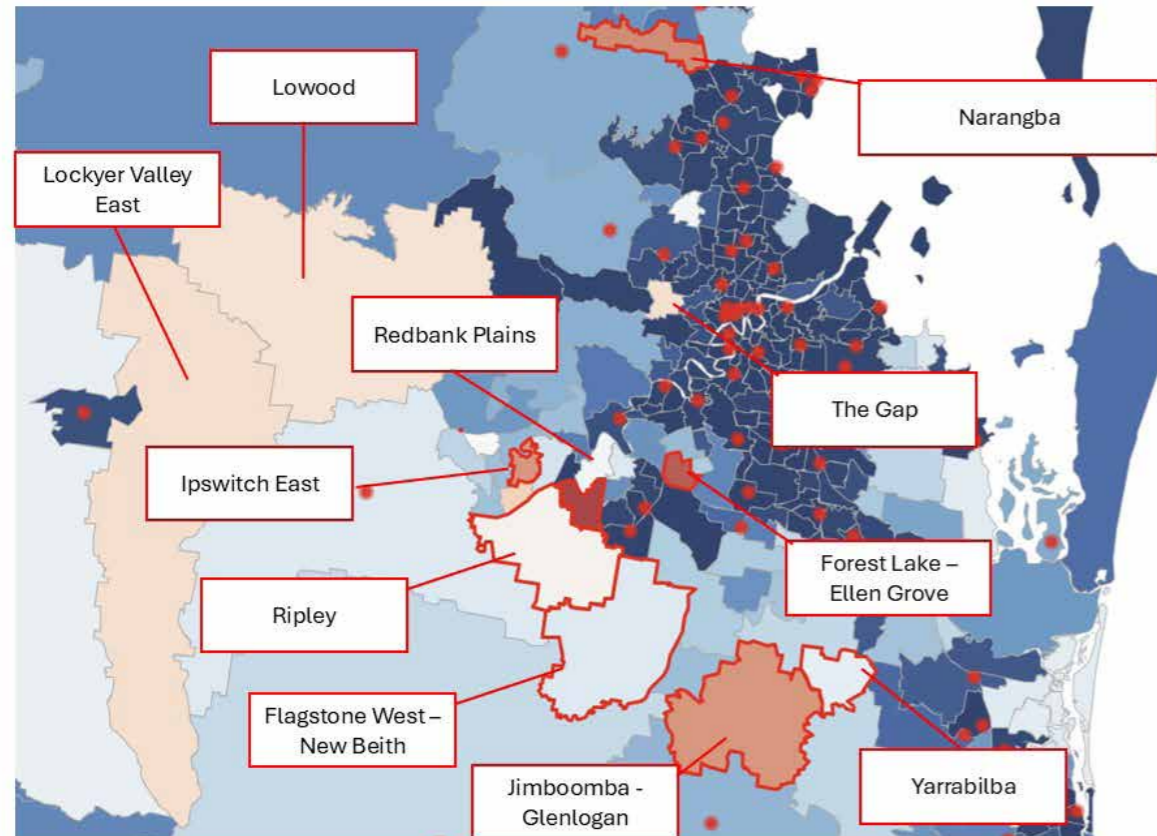 Lowood
Narangba
Lockyer Valley
East
Redbank Plains
The Gap
Ipswich East
Forest Lake –
Ellen Grove
Ripley
Flagstone West –
New Beith
Jimboomba -
Glenlogan
Yarrabilba